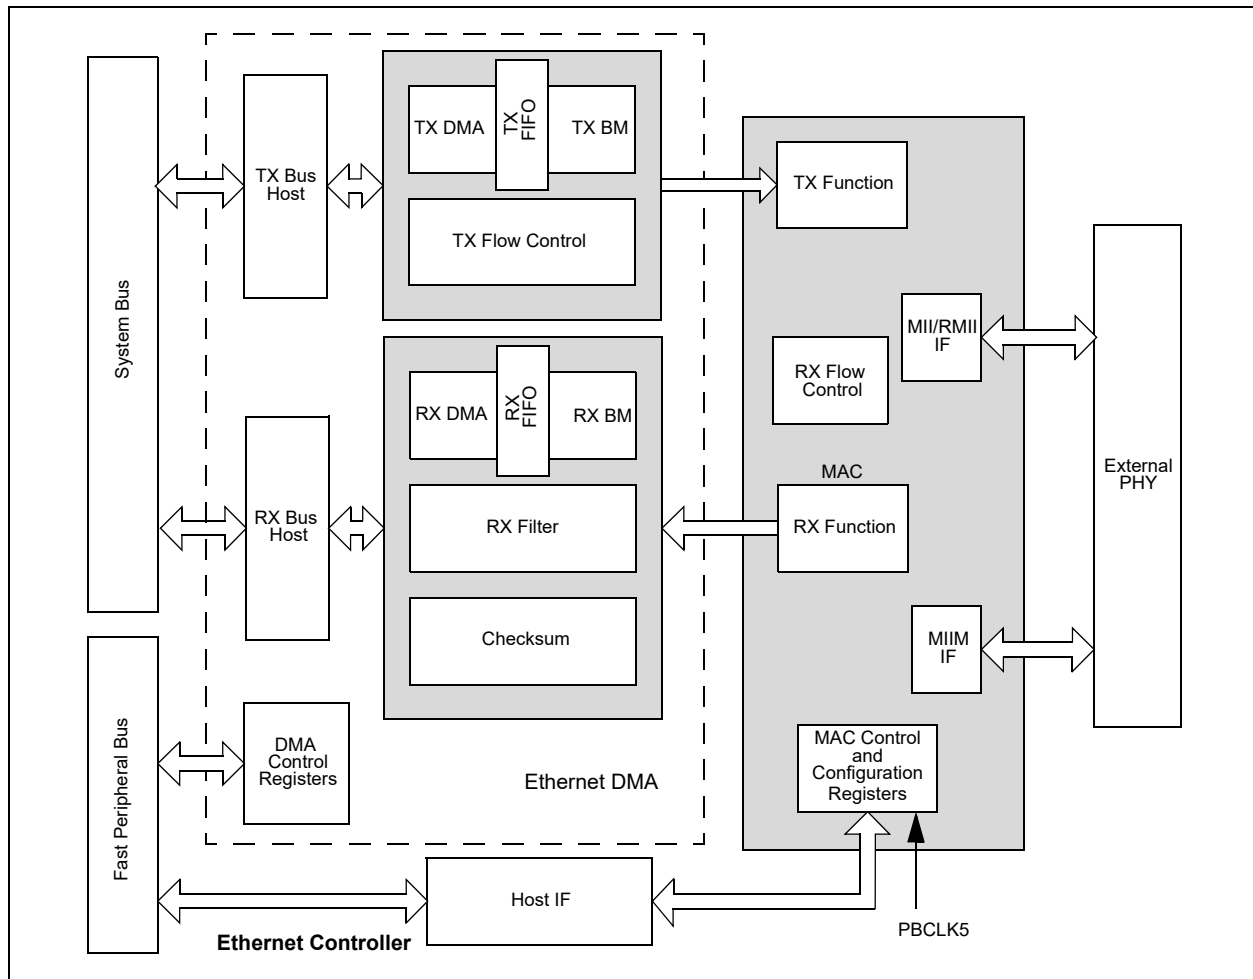 System Bus
Fast Peripheral Bus
TX Bus
Host
TX DMA
TX
FIFO
TX BM
TX Flow Control
RX Bus
Host
RX DMA
RX
FIFO
RX BM
RX Filter
Checksum
DMA
Control
Registers
Ethernet DMA
TX Function
MII/RMII
IF
RX Flow
Control
MAC
RX Function
MIIM
IF
MAC Control
and
Configuration
Registers
External
PHY
Host IF
PBCLK5
Ethernet Controller